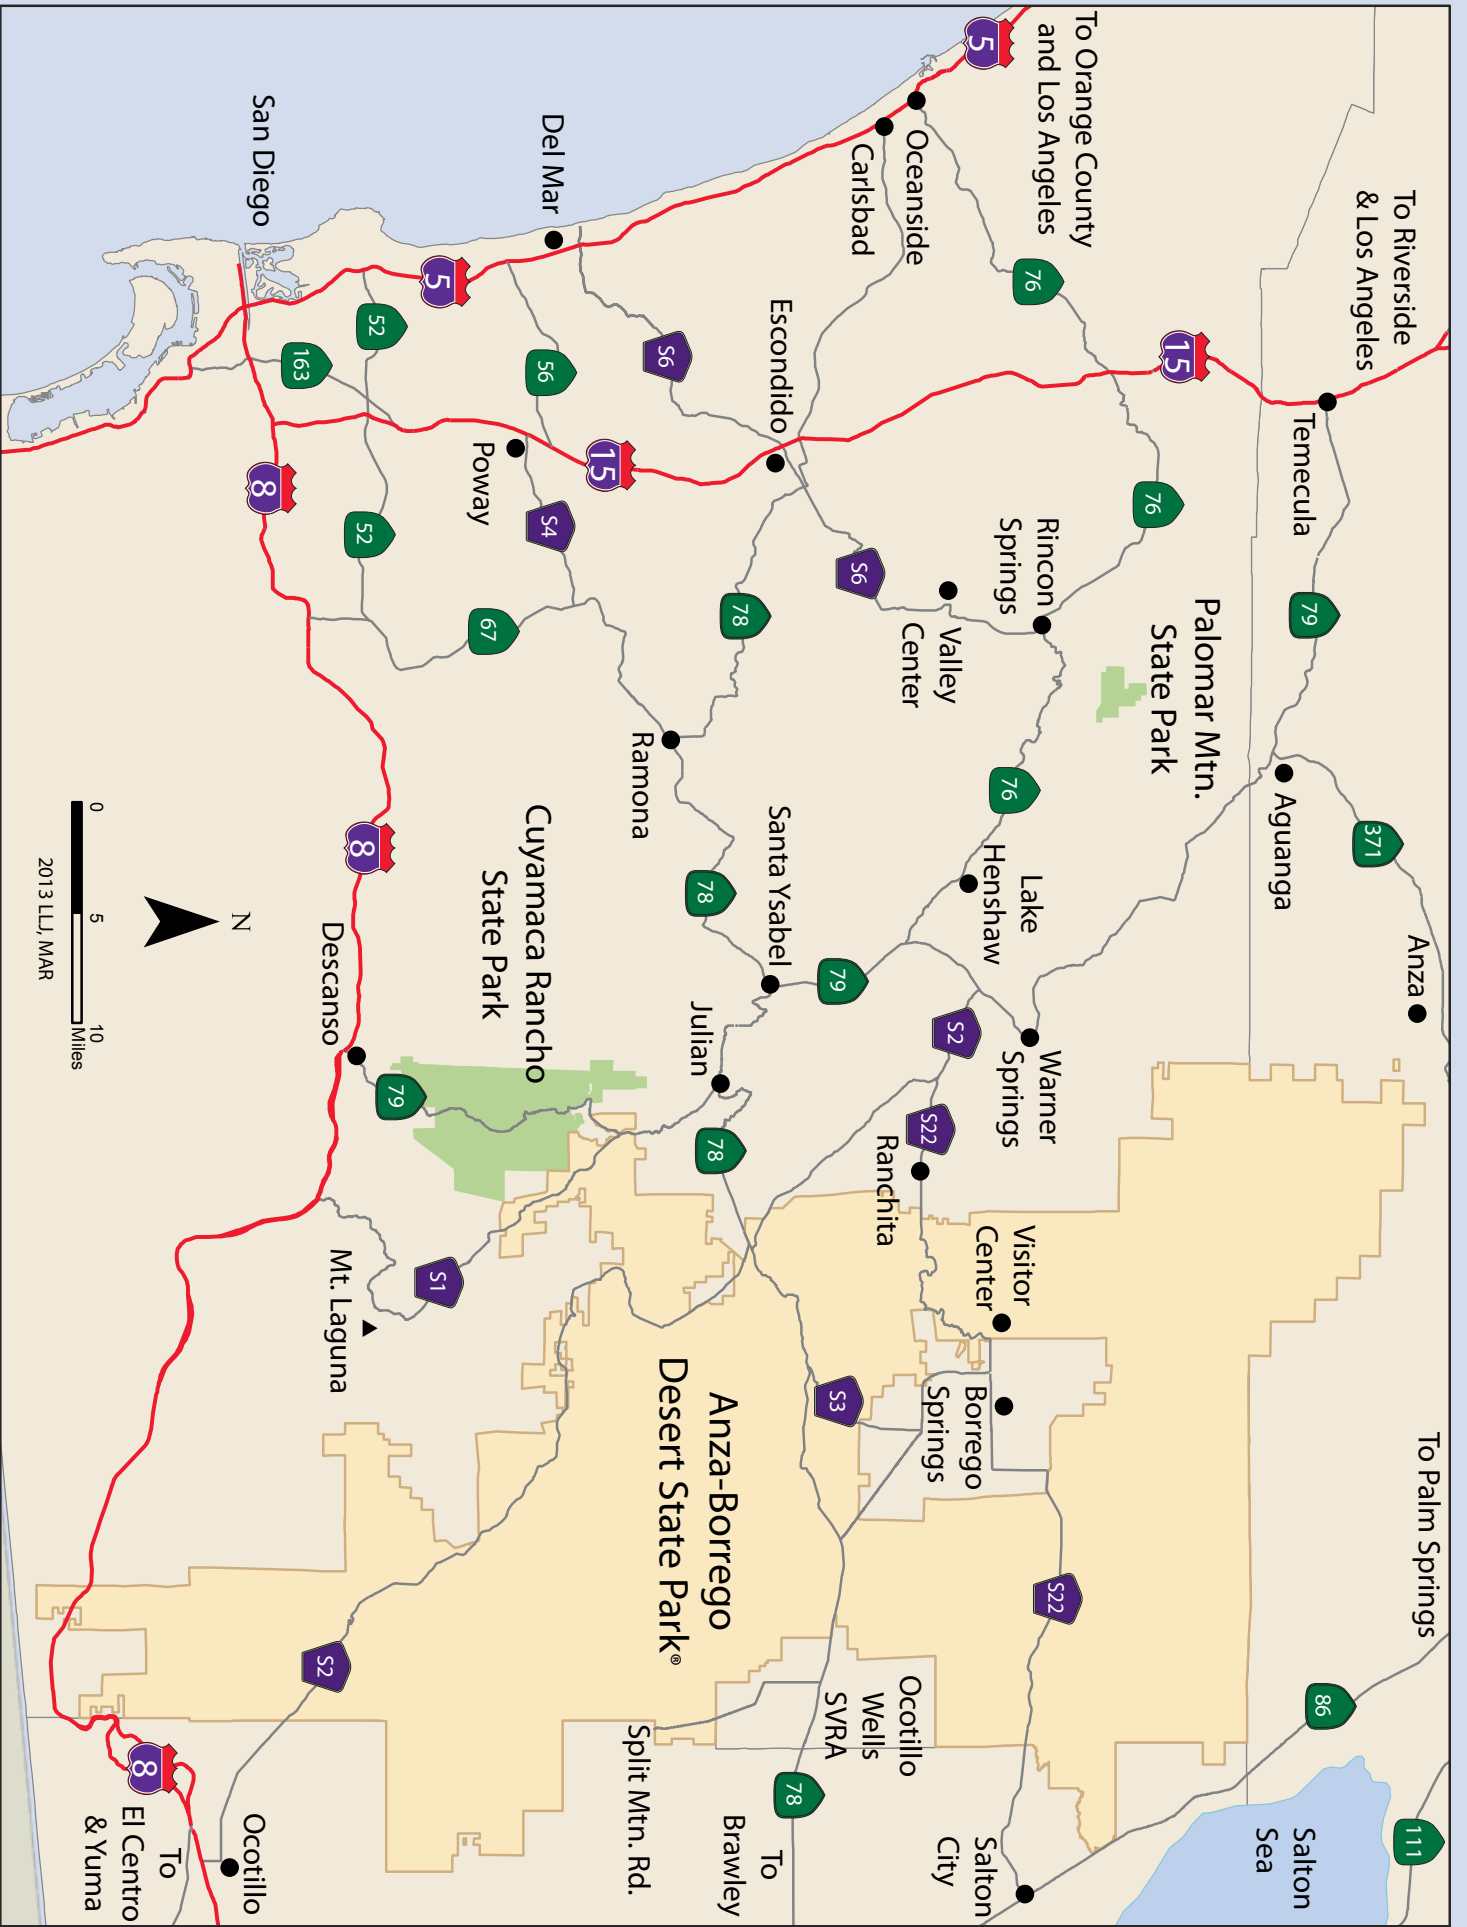 To Riverside
& Los Angeles
To Orange County
and Los Angeles
5
Oceanside
Carlsbad
76
15
Temecula
79
371
Anza
Aguanga
To Palm Springs
86
111
Salton
Sea
Palomar Mtn.
State Park
76
Rincon
Springs
Valley
Center
S6
76
Lake
Henshaw
Warner
Springs
S2
S22
Ranchita
Visitor
Center
Borrego
Springs
S22
Salton
City
Del Mar
S6
Escondido
78
Santa Ysabel
79
78
Julian
78
S3
Ocotillo
Wells
SVRA
78
To
Brawley
Split Mtn. Rd.
Anza-Borrego
Desert State Park®
5
56
15
Poway
S4
67
Ramona
Cuyamaca Rancho
State Park
San Diego
52
163
52
8
8
Descanso
79
S1
Mt. Laguna
S2
8
Ocotillo
To
El Centro
& Yuma
N
0
5
10
Miles
2013 LLJ, MAR